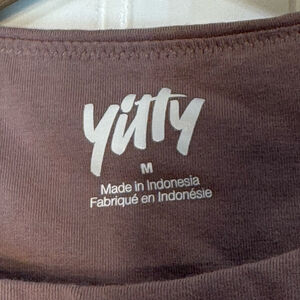 yitty
M
Made in Indonesia
Fabriqué en Indonésie